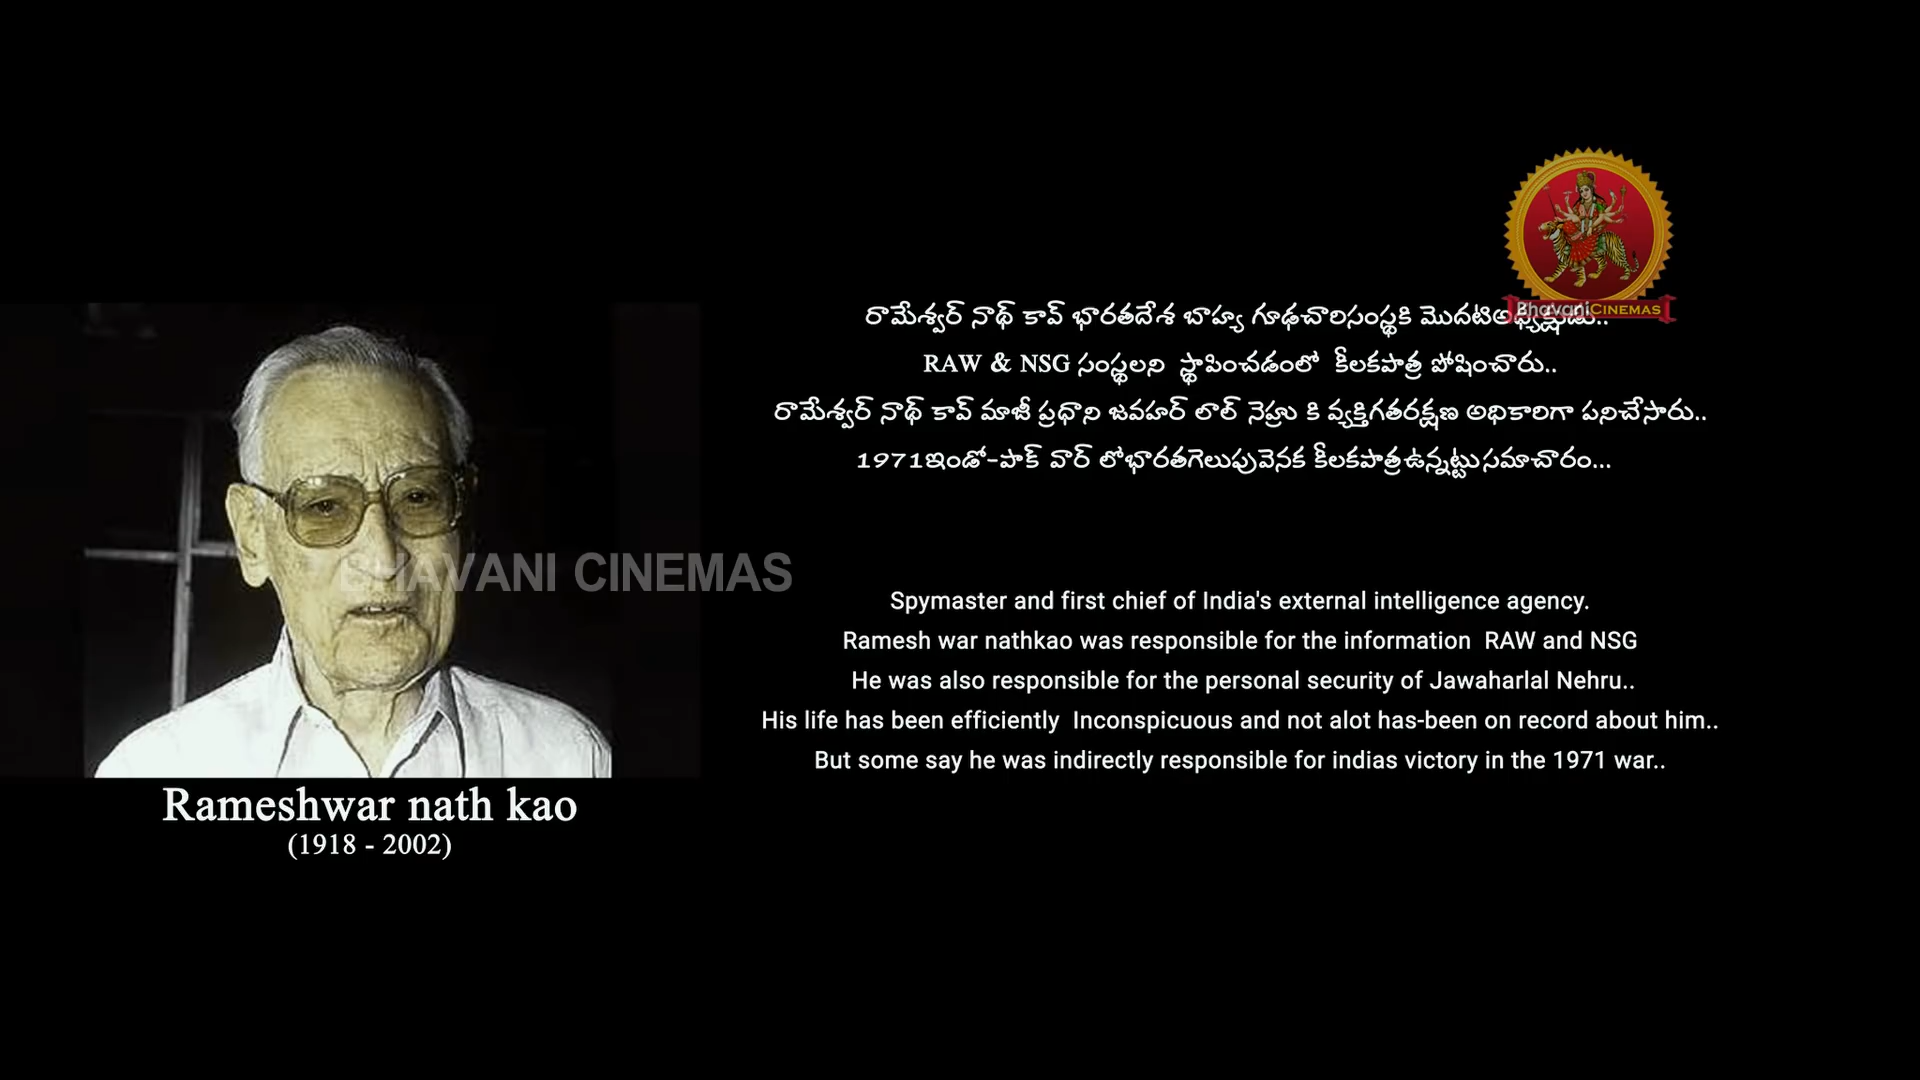 రామేశ్వర్ నాథ్ కావ్ భారతదేశ బాహ్య గూఢచారిసంస్థకి మొదటిఅధ్యక్షుడు..
RAW & NSG సంస్థలని స్థాపించడంలో కీలకపాత్ర పోషించారు..
రామేశ్వర్ నాథ్ కావ్ మాజీ ప్రధాని జవహర్ లాల్ నెహ్రు కి వ్యక్తిగతరక్షణ అధికారిగా పనిచేసారు..
1971ఇండో-పాక్ వార్ లోభారతగెలుపువెనక కీలకపాత్రఉన్నట్టుసమాచారం...
BhavaniCINEMAS
BHAVANI CINEMAS
Spymaster and first chief of India's external intelligence agency.
Ramesh war nathkao was responsible for the information RAW and NSG
He was also responsible for the personal security of Jawaharlal Nehru..
His life has been efficiently Inconspicuous and not alot has-been on record about him..
But some say he was indirectly responsible for indias victory in the 1971 war..
Rameshwar nath kao
(1918 - 2002)